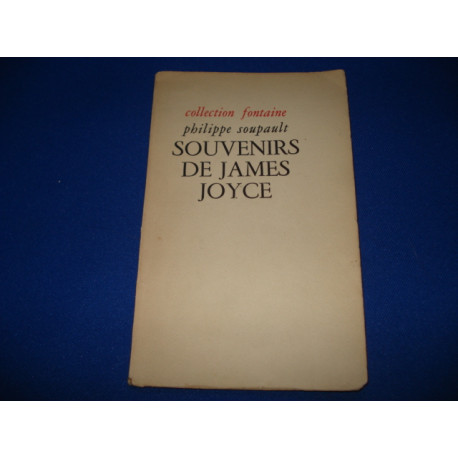 collection fontaine
philippe soupault
SOUVENIRS
DE JAMES
JOYCE